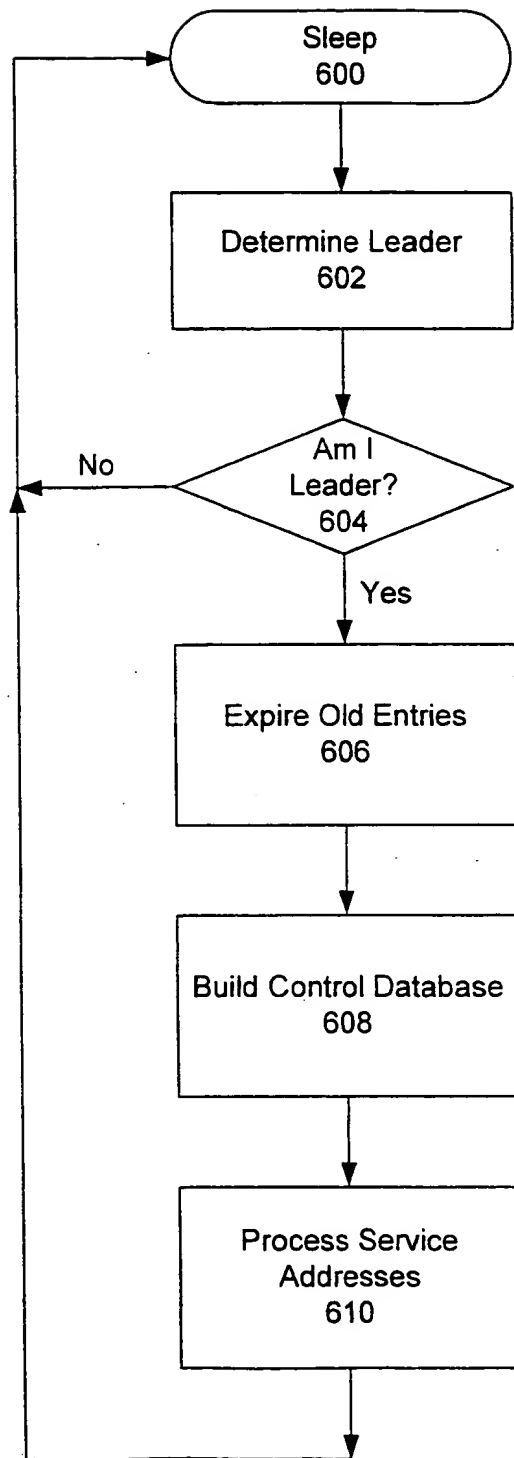 Sleep
600
Determine Leader
602
Am I
Leader?
604
No
Yes
Expire Old Entries
606
Build Control Database
608
Process Service
Addresses
610